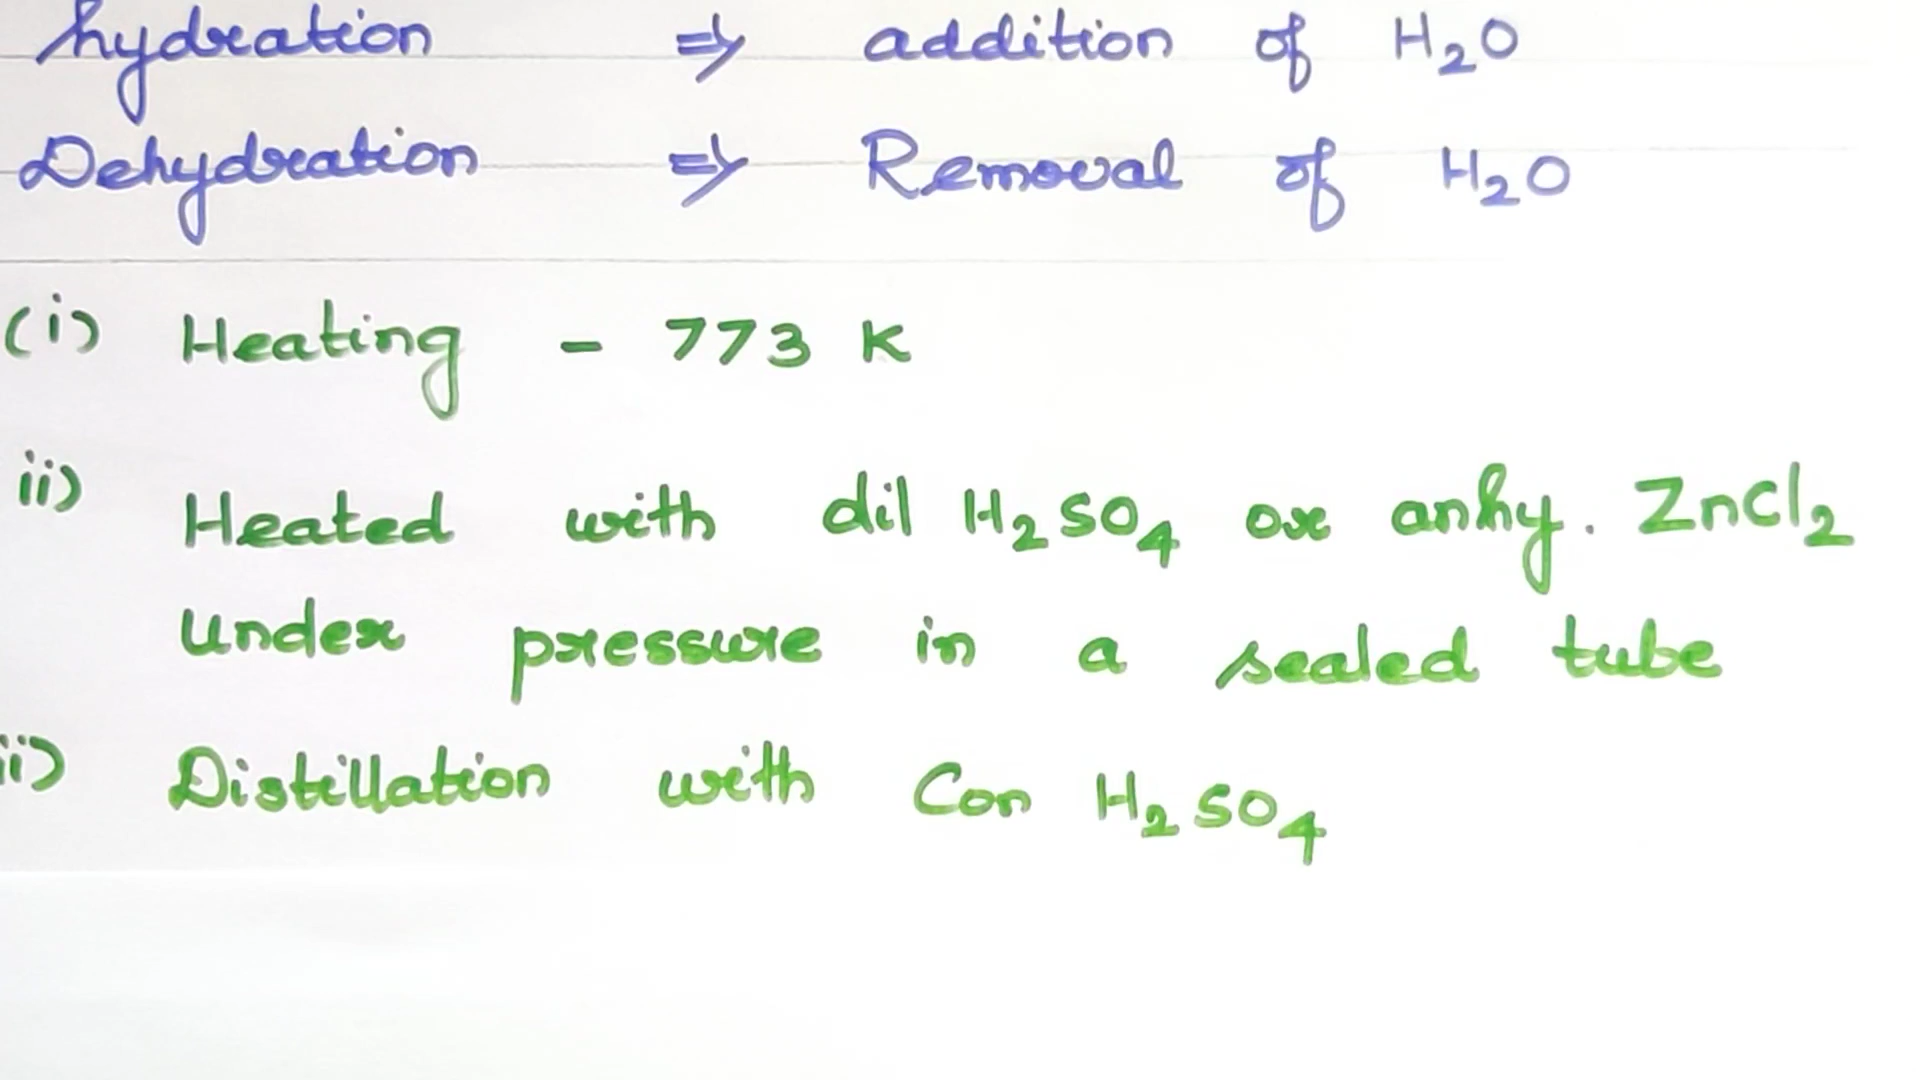 hydration ⇒ addition of H₂O
Dehydration ⇒ Removal of H₂O
(i) Heating - 773 K
ii) Heated with dil H₂SO₄ or anhy. ZnCl₂
under pressure in a sealed tube
ii) Distillation with Con H₂SO₄